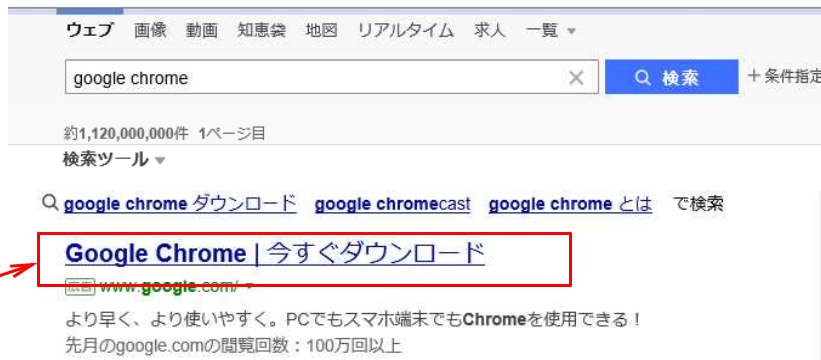 ウェブ 画像 動画 知恵袋 地図 リアルタイム 求人 一覧
google chrome
検索
+条件指定
約1,120,000,000件 1ページ目
検索ツール
google chrome ダウンロード google chromecast google chrome とは で検索
Google Chrome | 今すぐダウンロード
広告 www.google.com/
より早く、より使いやすく。PCでもスマホ端末でもChromeを使用できる！
先月のgoogle.comの閲覧回数：100万回以上